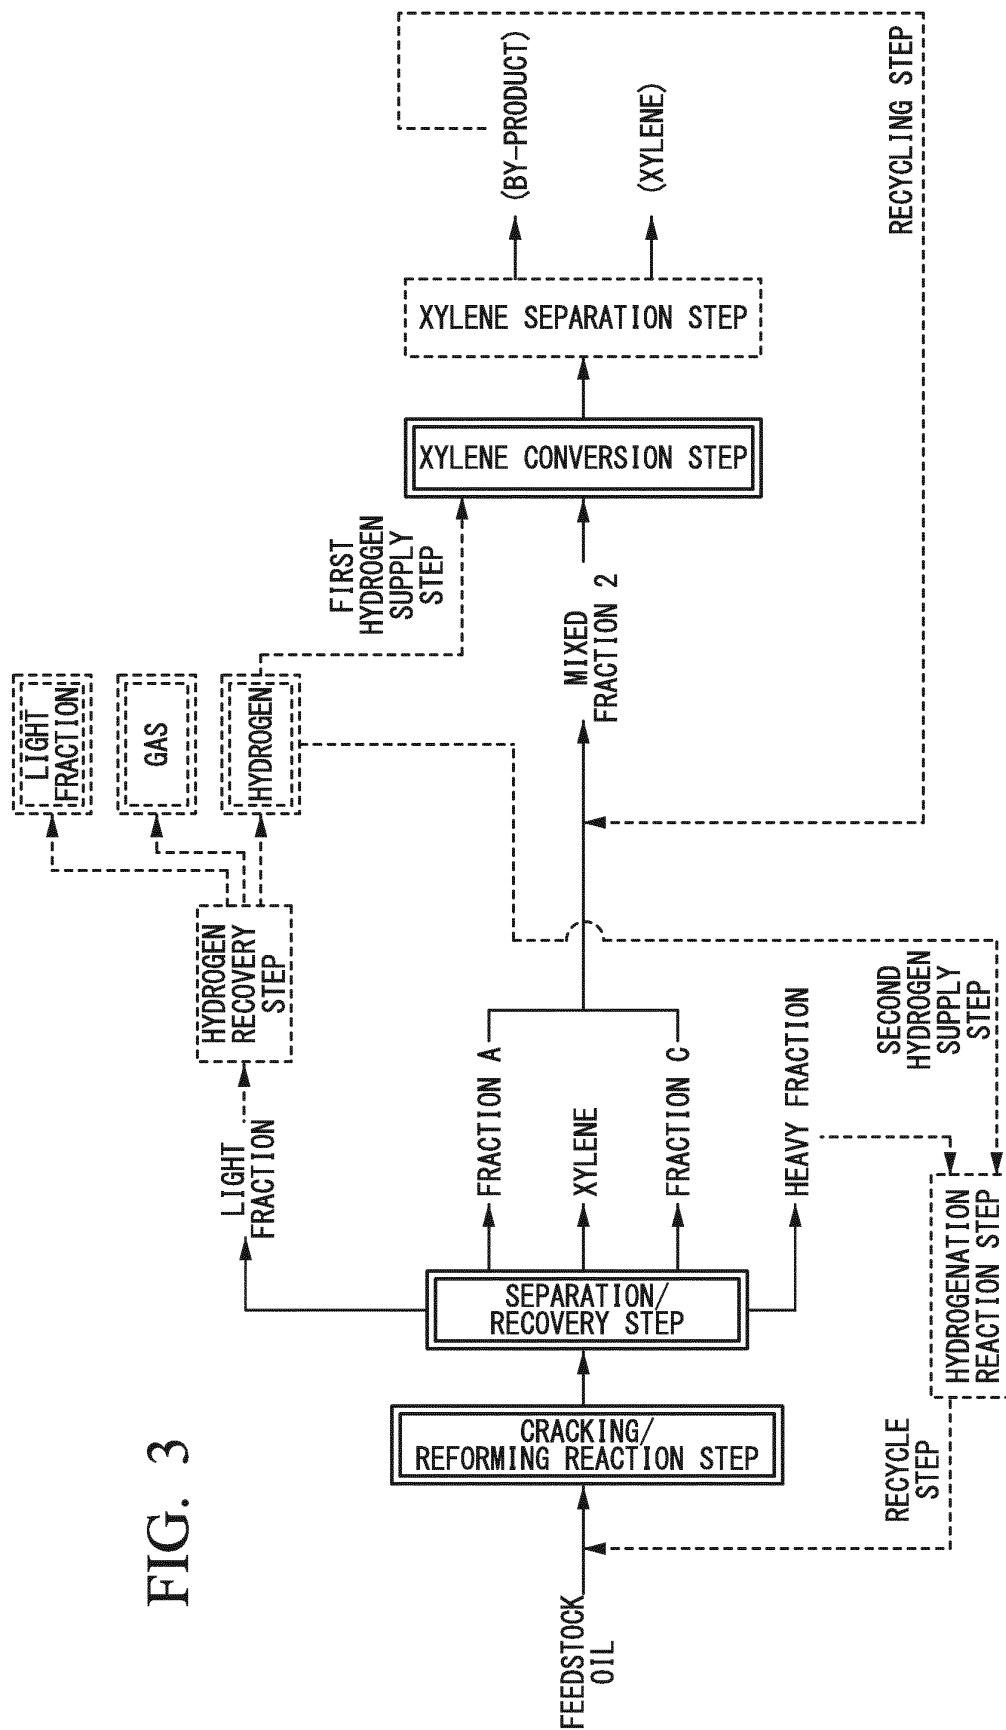 FIG. 3
FEEDSTOCK
OIL
CRACKING/
REFORMING REACTION STEP
SEPARATION/
RECOVERY STEP
LIGHT
FRACTION
HYDROGEN
RECOVERY
STEP
LIGHT
FRACTION
GAS
HYDROGEN
FIRST
HYDROGEN
SUPPLY
STEP
FRACTION A
XYLENE
FRACTION C
HEAVY FRACTION
MIXED
FRACTION 2
XYLENE CONVERSION STEP
XYLENE SEPARATION STEP
(BY-PRODUCT)
(XYLENE)
RECYCLING STEP
SECOND
HYDROGEN
SUPPLY
STEP
HYDROGENATION
REACTION STEP
RECYCLE
STEP